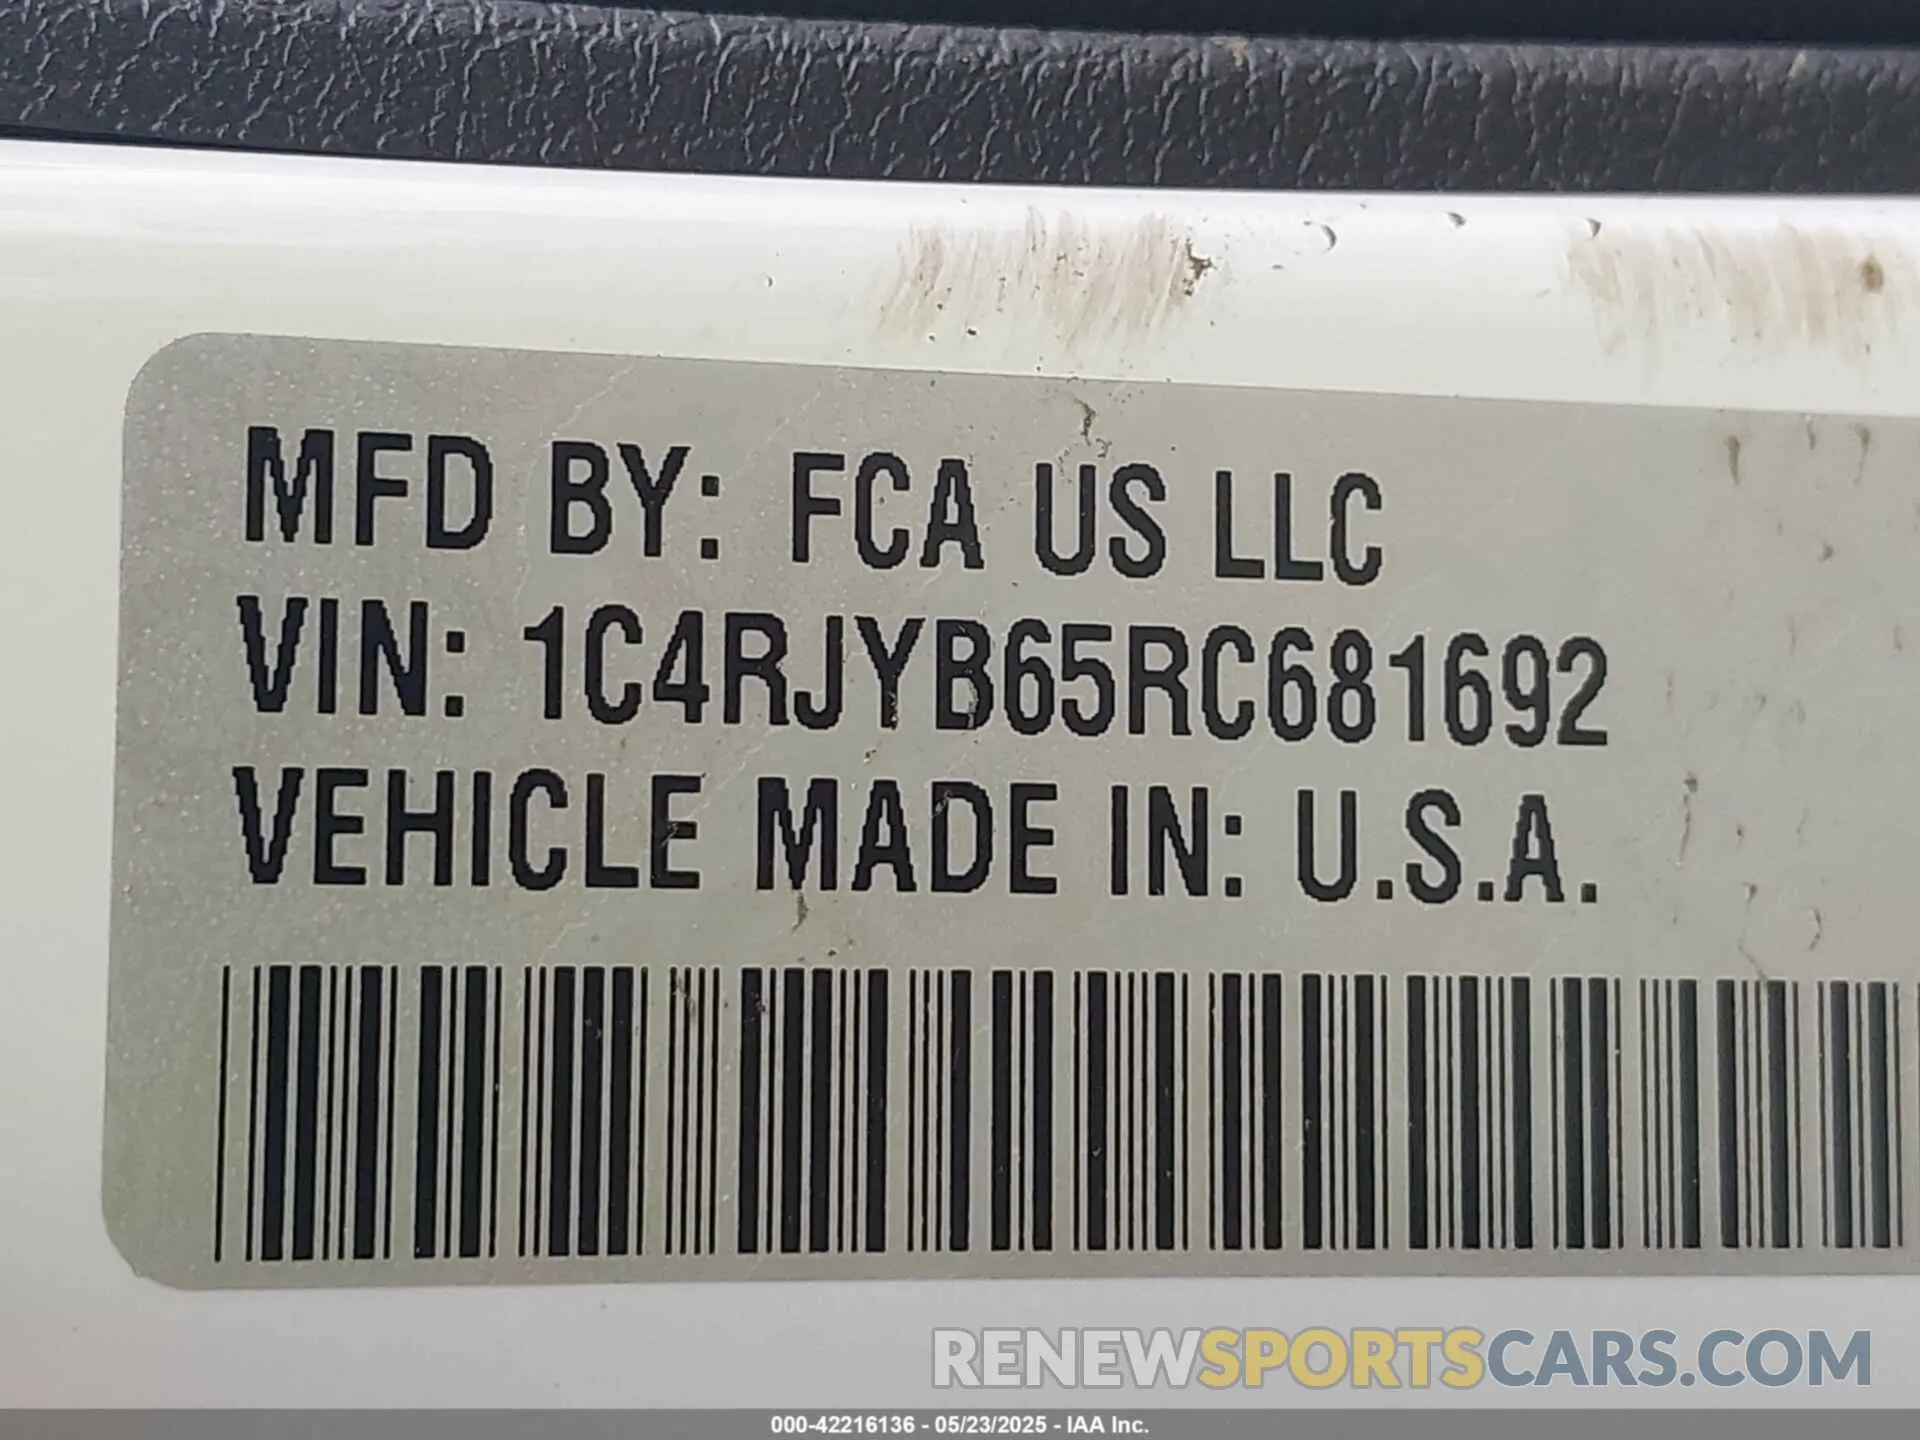 MFD BY: FCA US LLC
VIN: 1C4RJYB65RC681692
VEHICLE MADE IN: U.S.A.
RENEWSPORTSCARS.COM
000-42216136 - 05/23/2025 - IAA Inc.